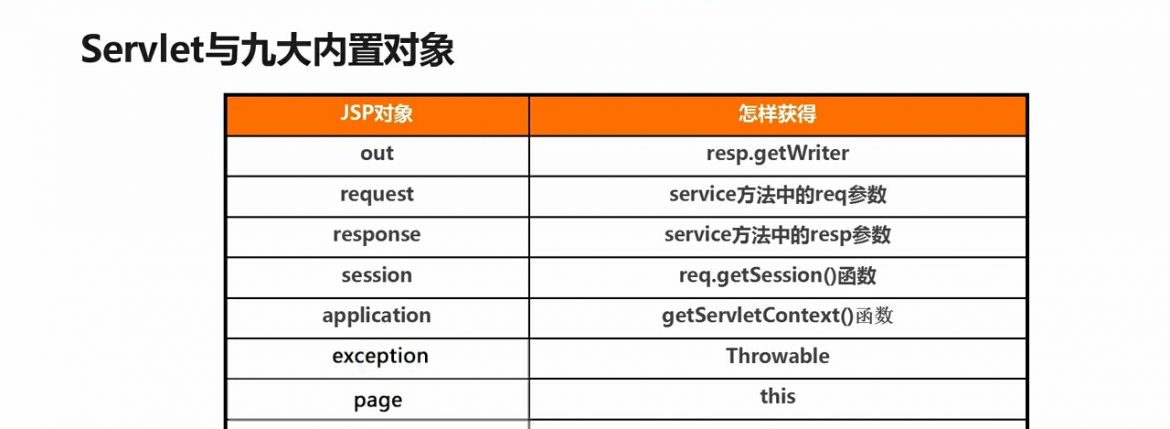 Servlet与九大内置对象
JSP对象 怎样获得
out resp.getWriter
request service方法中的req参数
response service方法中的resp参数
session req.getSession()函数
application getServletContext()函数
exception Throwable
page this